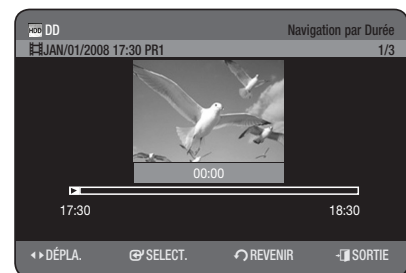 HDD DD Navigation par Durée
JAN/01/2008 17:30 PR1 1/3
00:00
17:30 18:30
DÉPLA. SELECT. REVENIR SORTIE